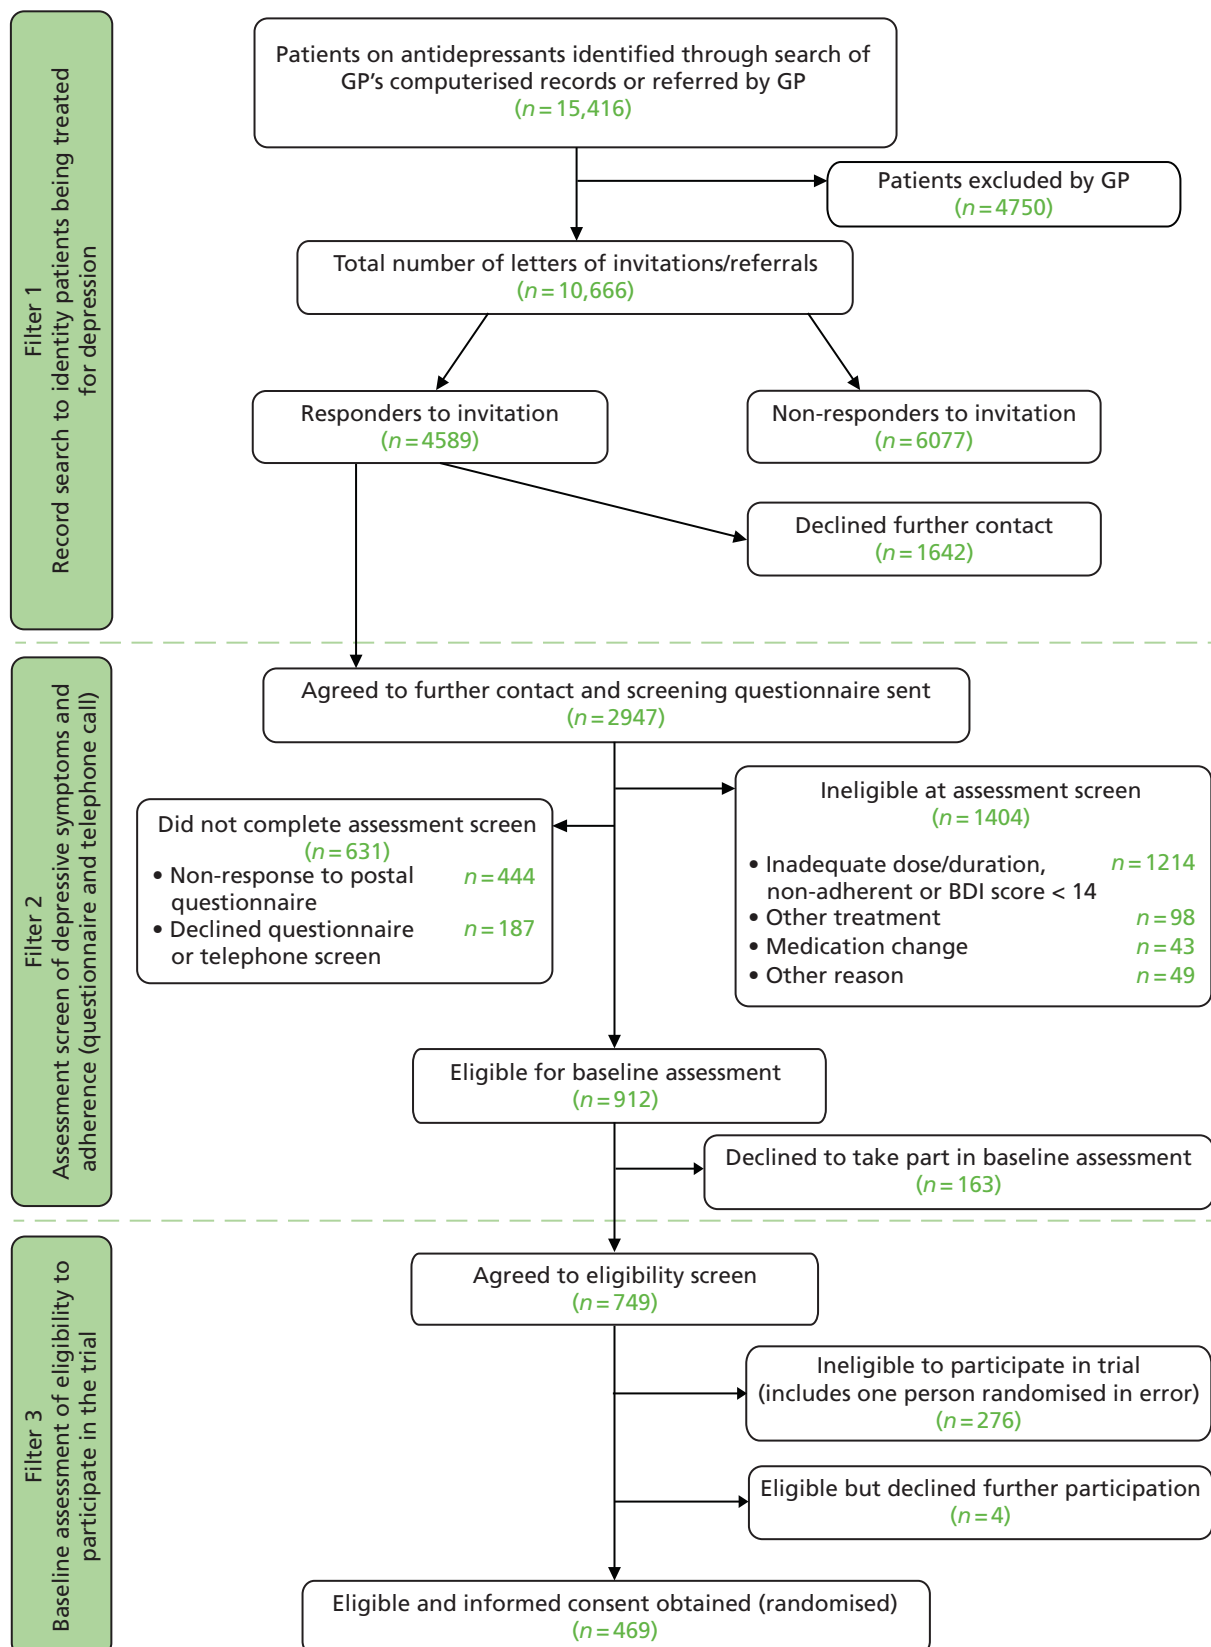 Filter 1
Record search to identity patients being treated
for depression
Patients on antidepressants identified through search of
GP's computerised records or referred by GP
(n = 15,416)
Patients excluded by GP
(n = 4750)
Total number of letters of invitations/referrals
(n = 10,666)
Responders to invitation
(n = 4589)
Non-responders to invitation
(n = 6077)
Declined further contact
(n = 1642)
Filter 2
Assessment screen of depressive symptoms and
adherence (questionnaire and telephone call)
Agreed to further contact and screening questionnaire sent
(n = 2947)
Did not complete assessment screen
(n = 631)
• Non-response to postal n = 444
questionnaire
• Declined questionnaire n = 187
or telephone screen
Ineligible at assessment screen
(n = 1404)
• Inadequate dose/duration, n = 1214
non-adherent or BDI score < 14
• Other treatment n = 98
• Medication change n = 43
• Other reason n = 49
Eligible for baseline assessment
(n = 912)
Declined to take part in baseline assessment
(n = 163)
Filter 3
Baseline assessment of eligibility to
participate in the trial
Agreed to eligibility screen
(n = 749)
Ineligible to participate in trial
(includes one person randomised in error)
(n = 276)
Eligible but declined further participation
(n = 4)
Eligible and informed consent obtained (randomised)
(n = 469)